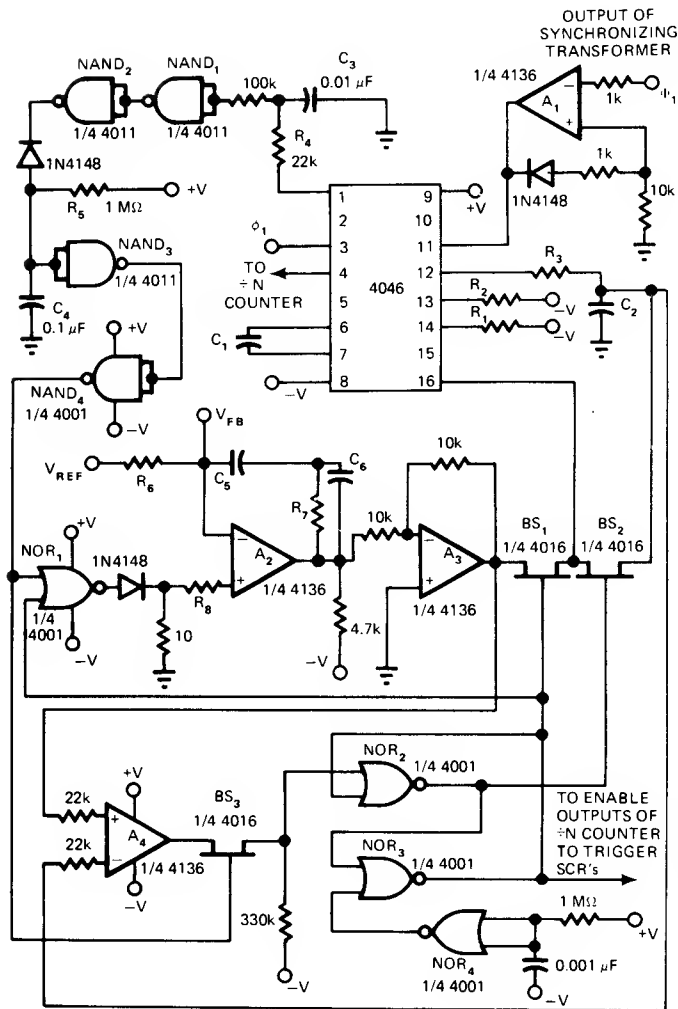 OUTPUT OF
SYNCHRONIZING
TRANSFORMER
NAND₂
NAND₁
C₃
0.01 µF
100k
1/4 4011
1/4 4011
R₄
22k
1/4 4136
A₁
−
+
1k
ϕ₁
1N4148
1k
10k
1N4148
R₅
1 MΩ
+V
NAND₃
1/4 4011
C₄
0.1 µF
+V
NAND₄
1/4 4001
−V
ϕ₁
TO
÷N
COUNTER
C₁
−V
4046
1
2
3
4
5
6
7
8
9
10
11
12
13
14
15
16
+V
R₃
R₂
−V
R₁
−V
C₂
V_FB
V_REF
R₆
C₅
C₆
R₇
10k
10k
−
A₂
+
1/4 4136
−
A₃
+
1/4 4136
BS₁
1/4 4016
BS₂
1/4 4016
+V
NOR₁
1/4
4001
−V
1N4148
R₈
10
4.7k
−V
+V
22k
22k
+
A₄
−
1/4 4136
−V
BS₃
1/4 4016
330k
−V
NOR₂
1/4 4001
NOR₃
1/4 4001
NOR₄
1/4 4001
TO ENABLE
OUTPUTS OF
÷N COUNTER
TO TRIGGER
SCR's
1 MΩ
+V
0.001 µF
−V